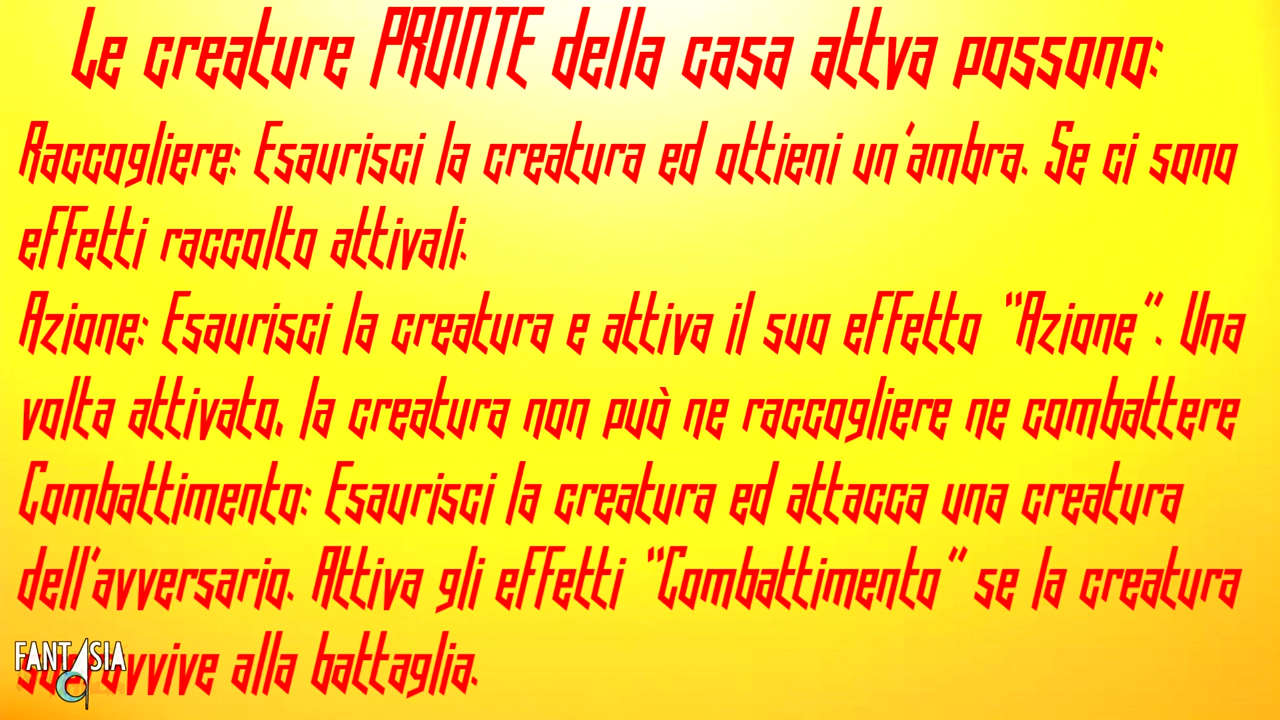 Le creature PRONTE della casa attva possono:
Raccogliere: Esaurisci la creatura ed ottieni un'ambra. Se ci sono
effetti raccolto attivali.
Azione: Esaurisci la creatura e attiva il suo effetto "Azione". Una
volta attivato, la creatura non può ne raccogliere ne combattere
Combattimento: Esaurisci la creatura ed attacca una creatura
dell'avversario. Attiva gli effetti "Combattimento" se la creatura
sopravvive alla battaglia.
FANTASIA